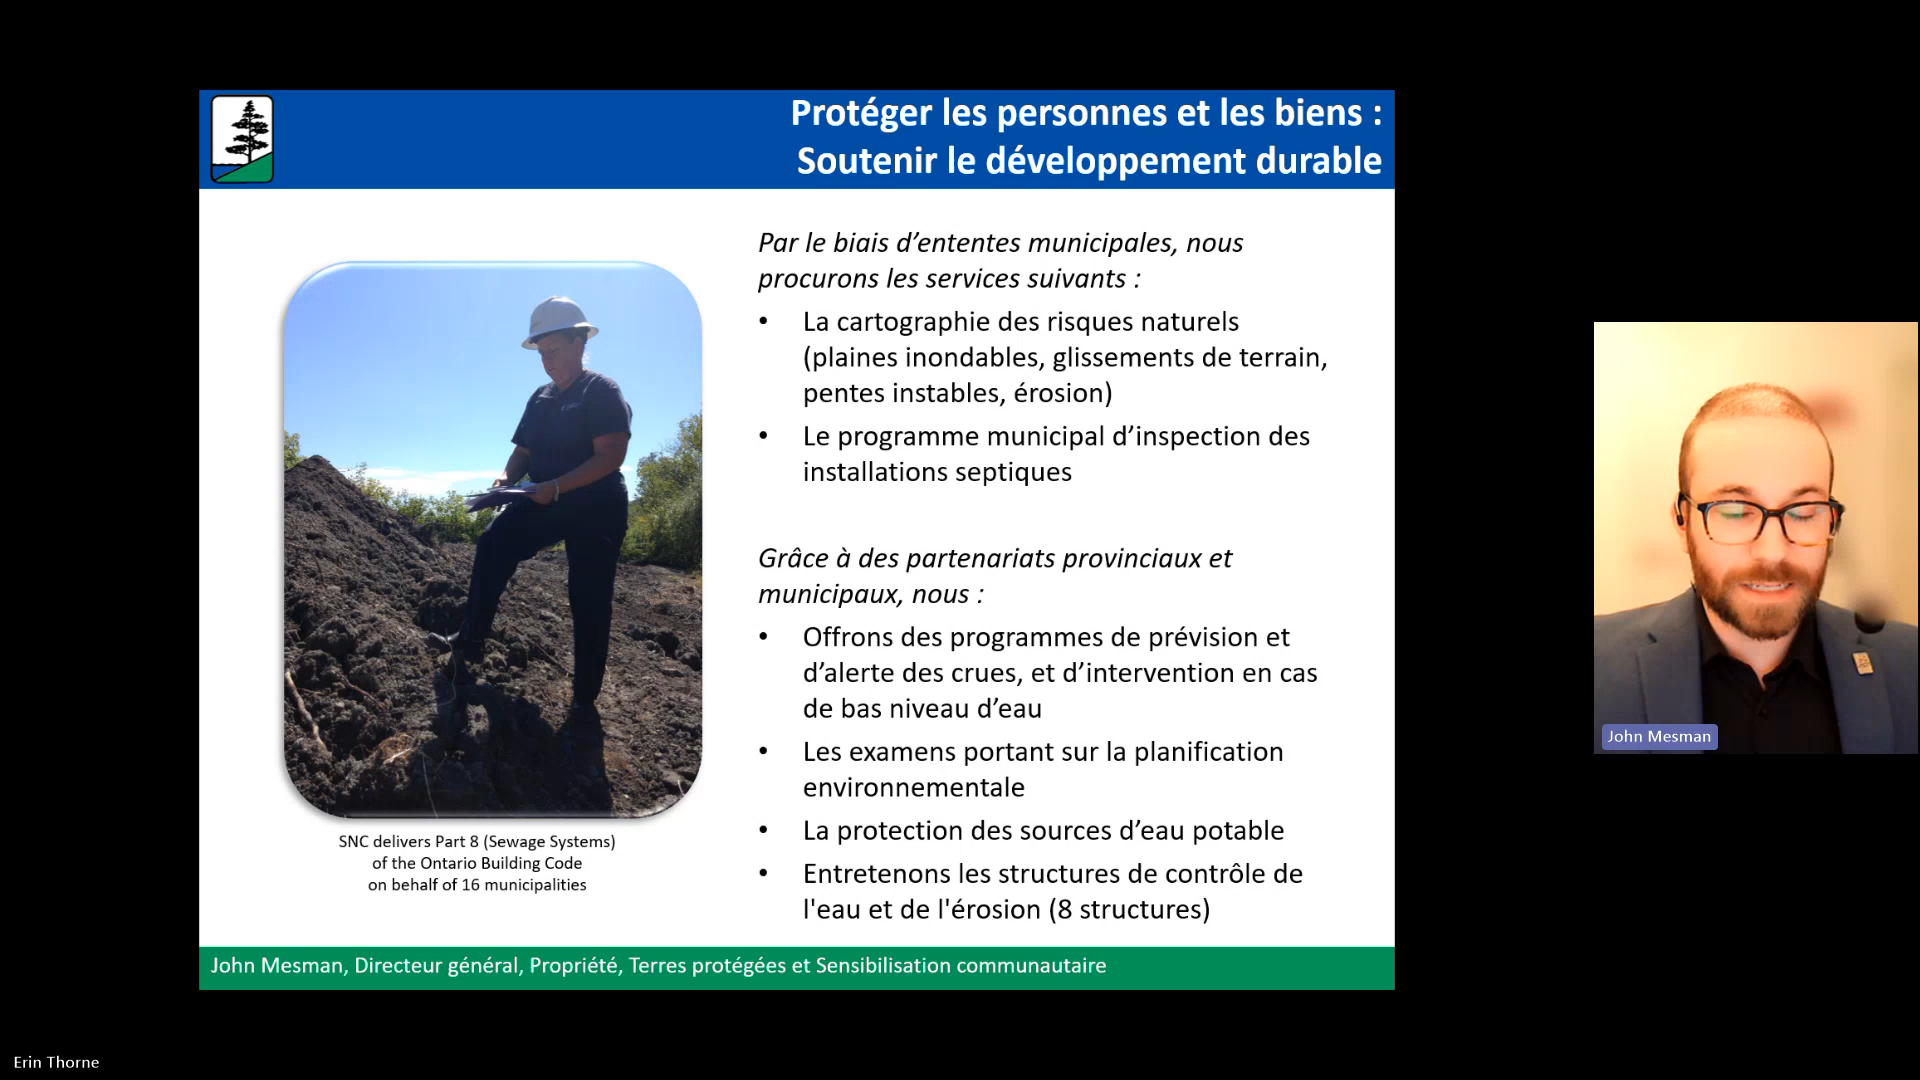 Protéger les personnes et les biens :
Soutenir le développement durable
Par le biais d’ententes municipales, nous
procurons les services suivants :
• La cartographie des risques naturels
(plaines inondables, glissements de terrain,
pentes instables, érosion)
• Le programme municipal d’inspection des
installations septiques
Grâce à des partenariats provinciaux et
municipaux, nous :
• Offrons des programmes de prévision et
d’alerte des crues, et d’intervention en cas
de bas niveau d’eau
• Les examens portant sur la planification
environnementale
• La protection des sources d’eau potable
• Entretenons les structures de contrôle de
l'eau et de l'érosion (8 structures)
SNC delivers Part 8 (Sewage Systems)
of the Ontario Building Code
on behalf of 16 municipalities
John Mesman, Directeur général, Propriété, Terres protégées et Sensibilisation communautaire
John Mesman
Erin Thorne